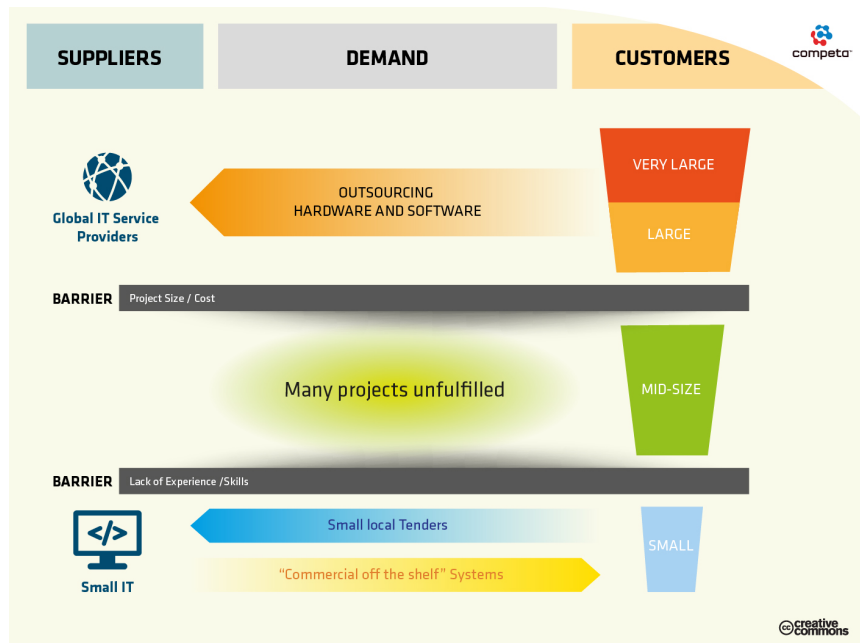 SUPPLIERS
DEMAND
CUSTOMERS
competa
Global IT Service
Providers
OUTSOURCING
HARDWARE AND SOFTWARE
VERY LARGE
LARGE
BARRIER
Project Size / Cost
Many projects unfulfilled
MID-SIZE
BARRIER
Lack of Experience /Skills
</>
Small IT
Small local Tenders
“Commercial off the shelf” Systems
SMALL
cc creative
commons